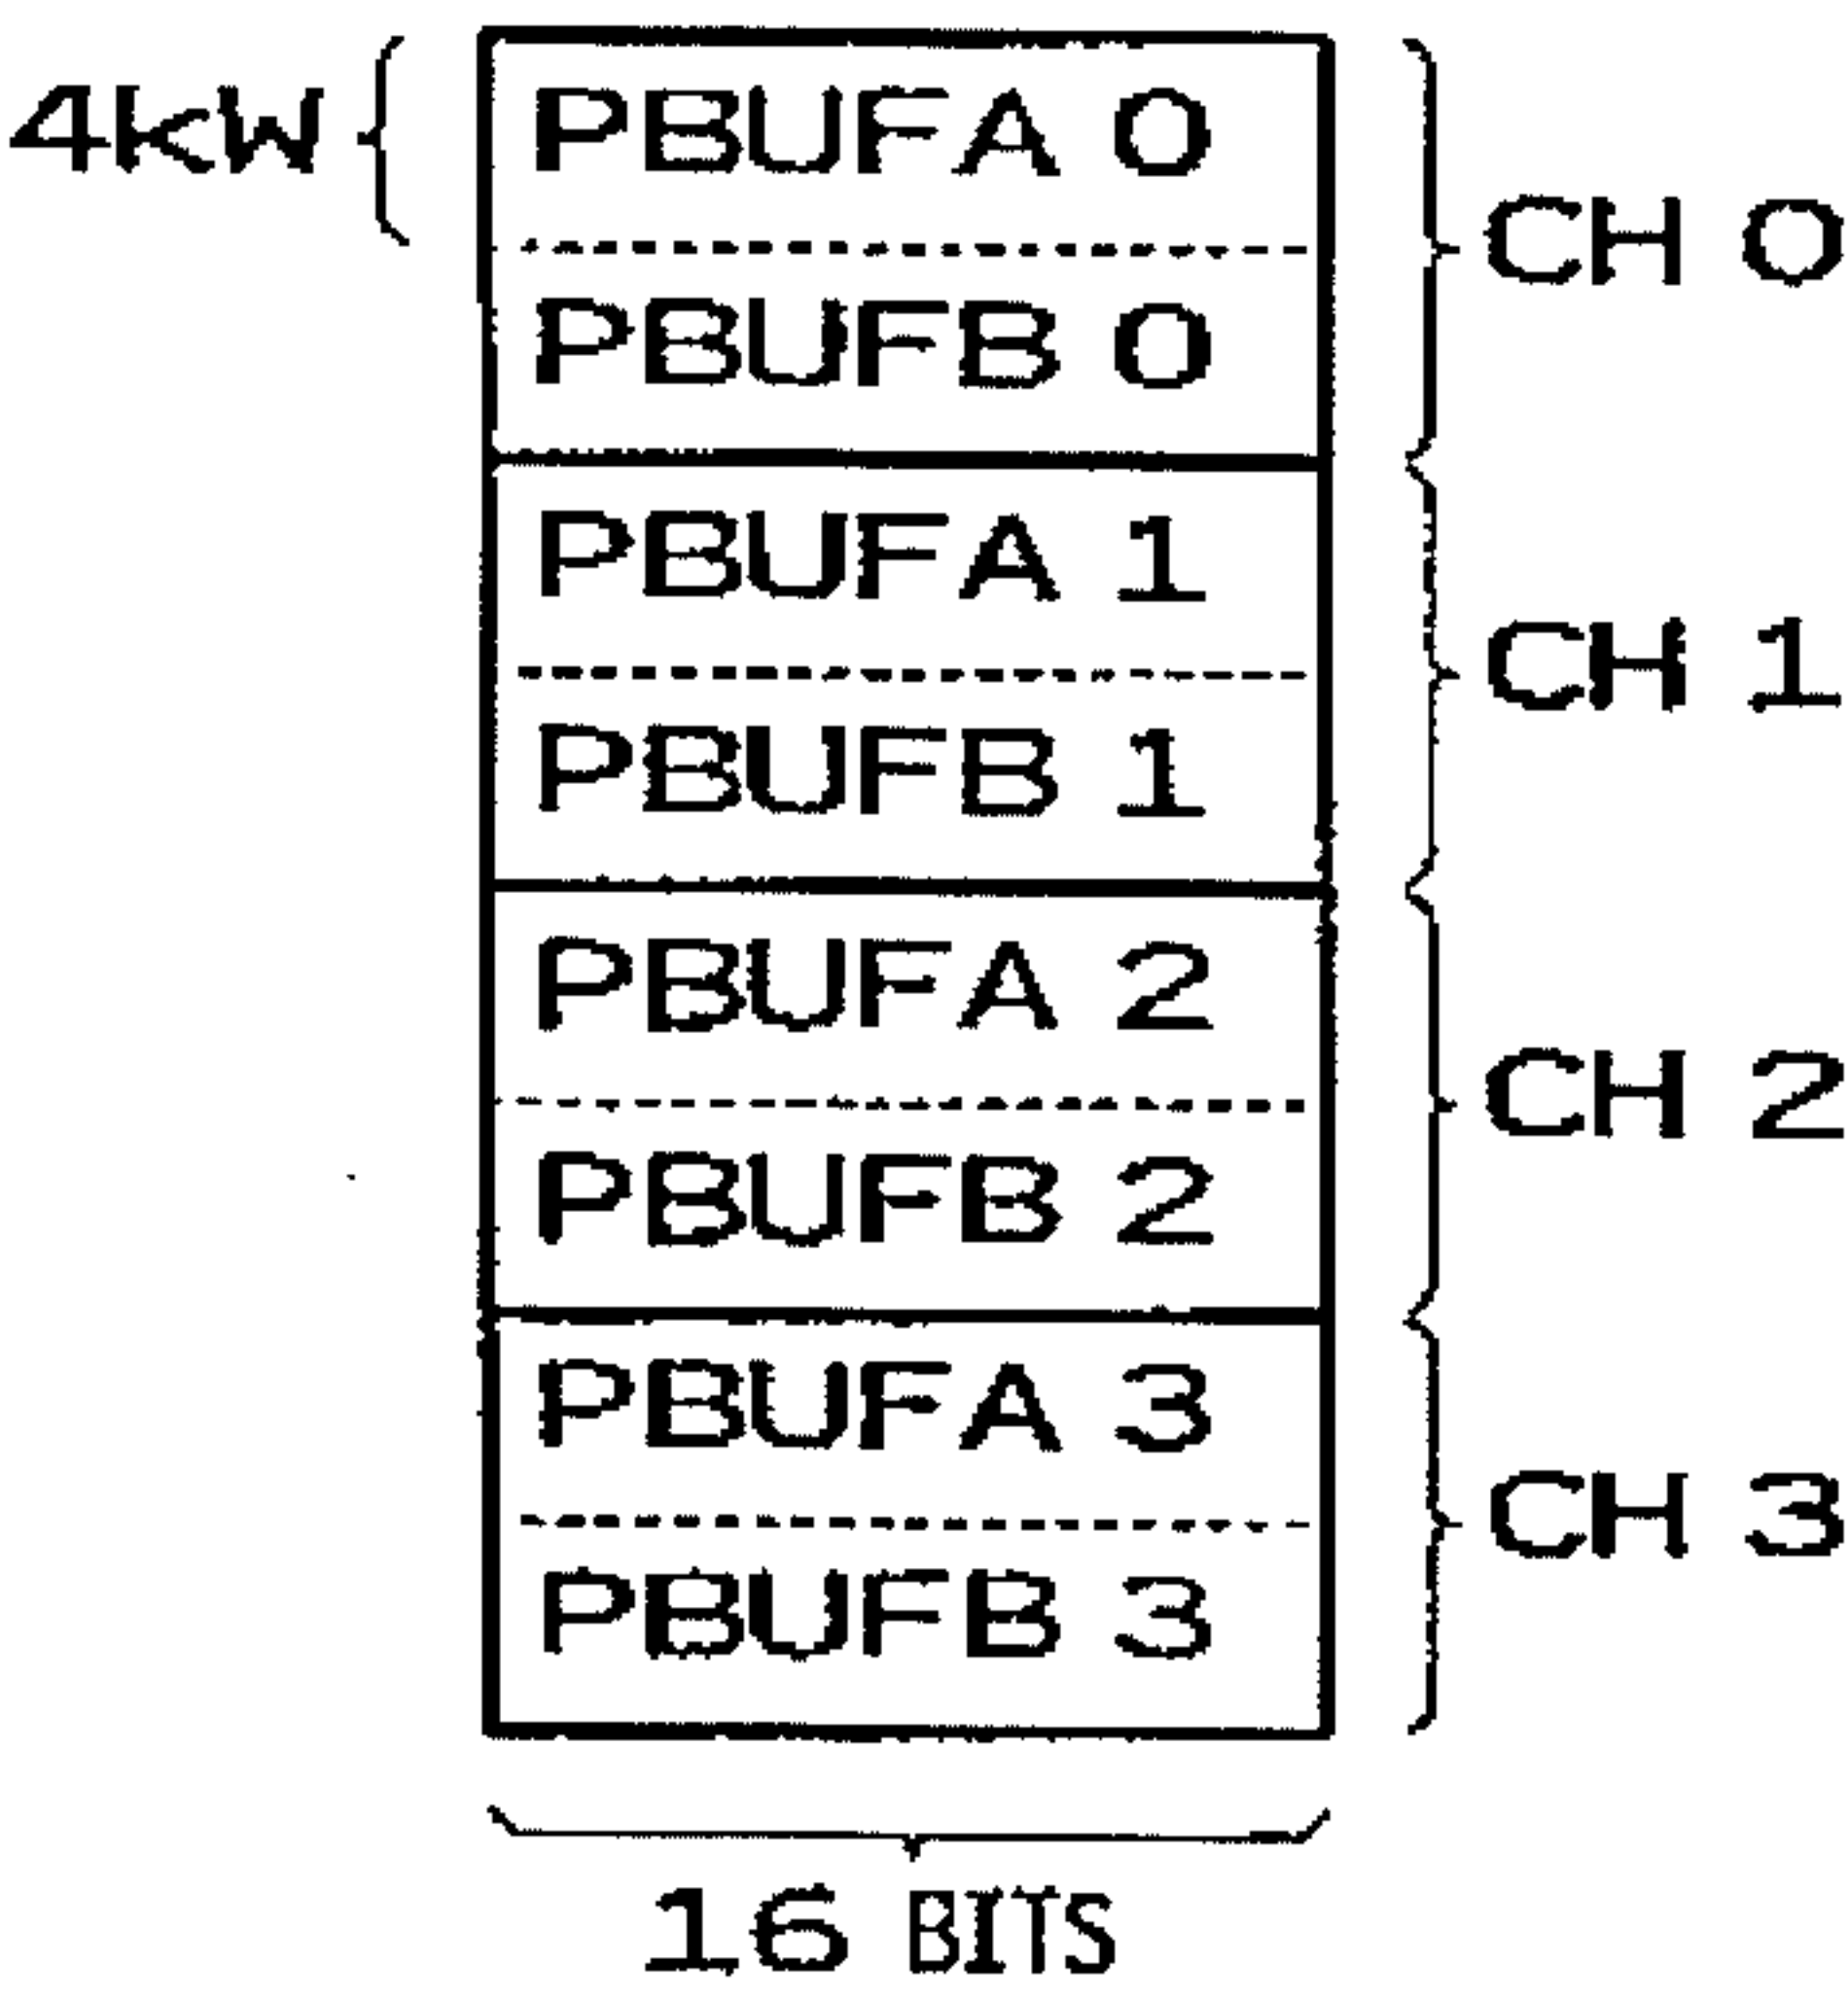 4kW
PBUFA 0
CH 0
PBUFB 0
PBUFA 1
CH 1
PBUFB 1
PBUFA 2
CH 2
PBUFB 2
PBUFA 3
CH 3
PBUFB 3
16 BITS